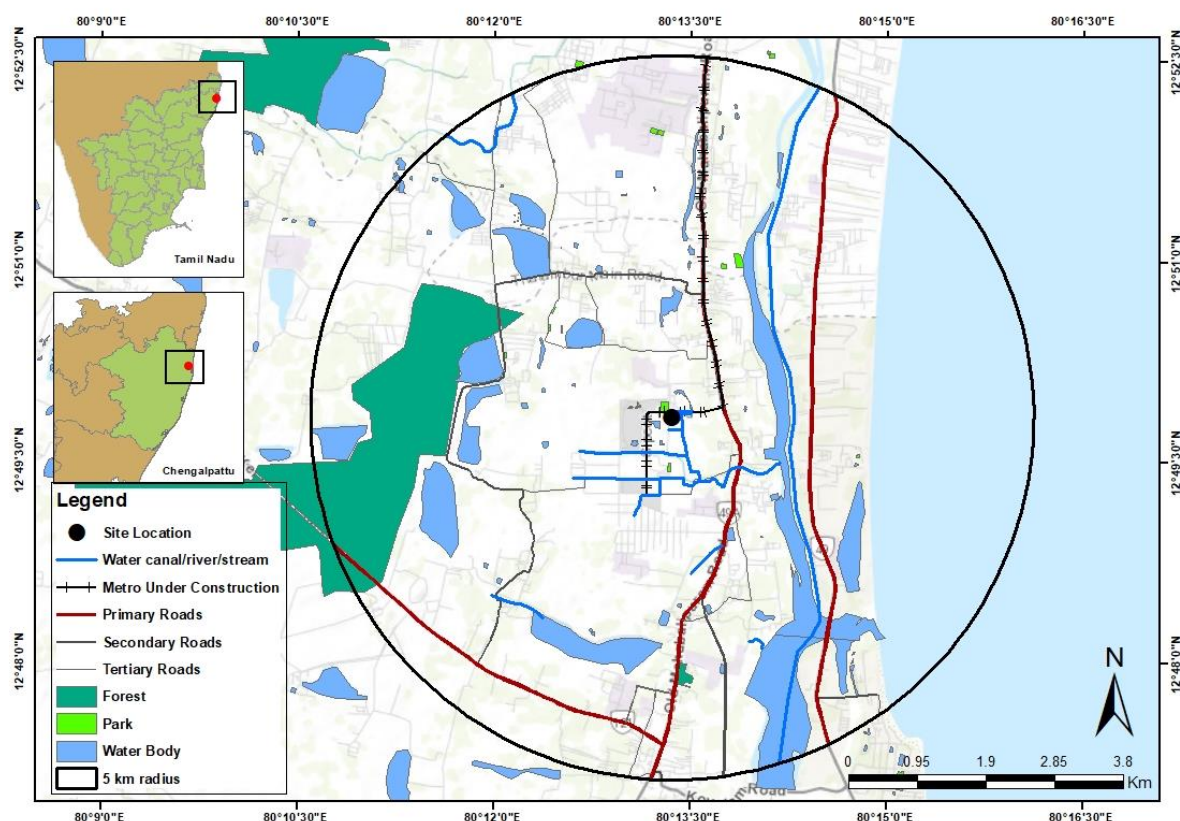 80°9'0"E 80°10'30"E 80°12'0"E 80°13'30"E 80°15'0"E 80°16'30"E
12°52'30"N
12°52'30"N
12°51'0"N
12°51'0"N
12°49'30"N
12°49'30"N
12°48'0"N
12°48'0"N
Tamil Nadu
Chengalpattu
Road
49A
Legend
Site Location
Water canal/river/stream
Metro Under Construction
Primary Roads
Secondary Roads
Tertiary Roads
Forest
Park
Water Body
5 km radius
N
0 0.95 1.9 2.85 3.8
Km
Road
80°9'0"E 80°10'30"E 80°12'0"E 80°13'30"E 80°15'0"E 80°16'30"E